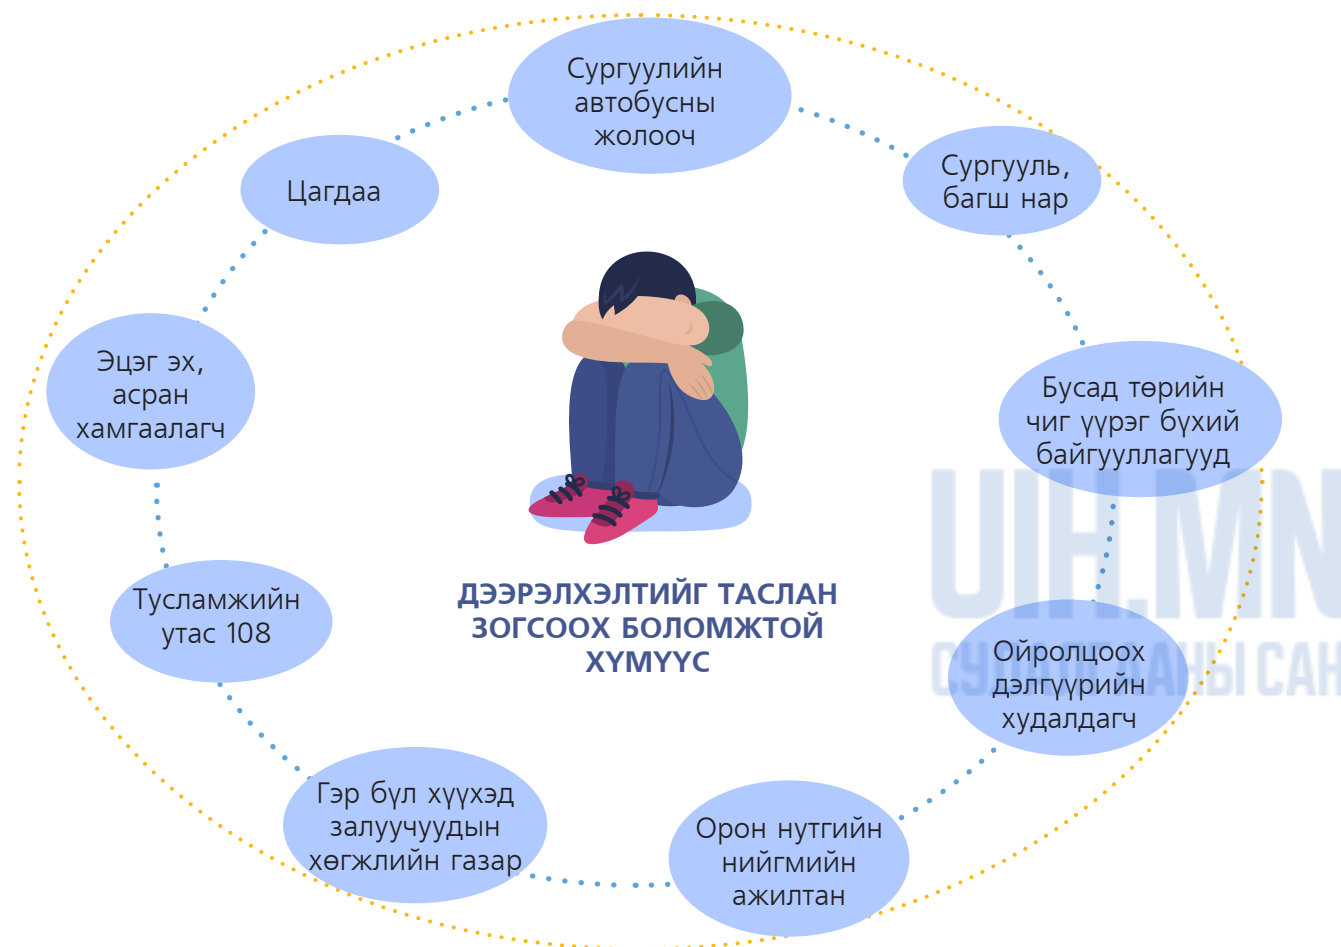 Сургуулийн
автобусны
жолооч
Сургууль,
багш нар
Цагдаа
Эцэг эх,
асран
хамгаалагч
Бусад төрийн
чиг үүрэг бүхий
байгууллагууд
ДЭЭРЭЛХЭЛТИЙГ ТАСЛАН
ЗОГСООХ БОЛОМЖТОЙ
ХҮМҮҮС
Тусламжийн
утас 108
Ойролцоох
дэлгүүрийн
худалдагч
Гэр бүл хүүхэд
залуучуудын
хөгжлийн газар
Орон нутгийн
нийгмийн
ажилтан
UIH.MN
СУДАЛГААНЫ САН